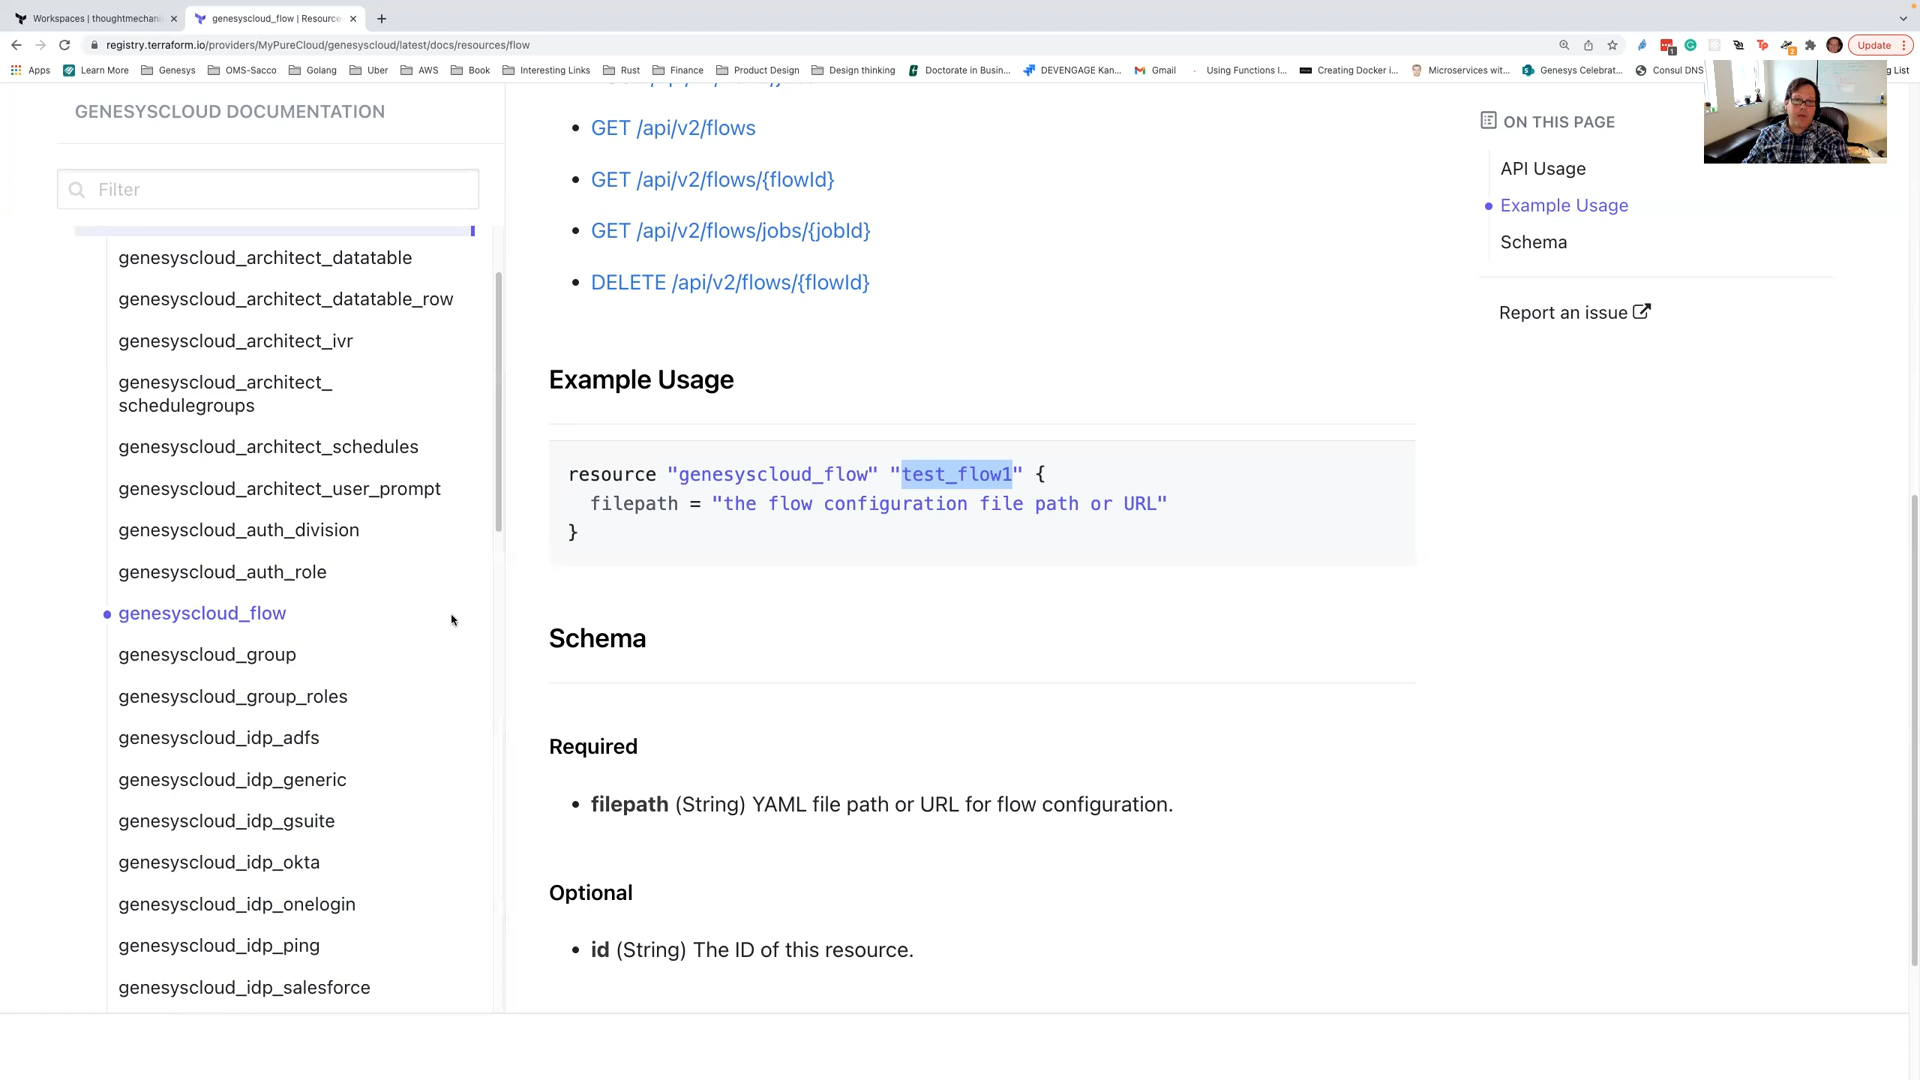 Workspaces | thoughtmechani
genesyscloud_flow | Resource
registry.terraform.io/providers/MyPureCloud/genesyscloud/latest/docs/resources/flow
Update
Apps
Learn More
Genesys
OMS-Sacco
Golang
Uber
AWS
Book
Interesting Links
Rust
Finance
Product Design
Design thinking
Doctorate in Busin...
DEVENGAGE Kan...
Gmail
Using Functions I...
Creating Docker i...
Microservices wit...
Genesys Celebrat...
Consul DNS
ng List
GENESYSCLOUD DOCUMENTATION
Filter
genesyscloud_architect_datatable
genesyscloud_architect_datatable_row
genesyscloud_architect_ivr
genesyscloud_architect_
schedulegroups
genesyscloud_architect_schedules
genesyscloud_architect_user_prompt
genesyscloud_auth_division
genesyscloud_auth_role
genesyscloud_flow
genesyscloud_group
genesyscloud_group_roles
genesyscloud_idp_adfs
genesyscloud_idp_generic
genesyscloud_idp_gsuite
genesyscloud_idp_okta
genesyscloud_idp_onelogin
genesyscloud_idp_ping
genesyscloud_idp_salesforce
• GET /api/v2/flows
• GET /api/v2/flows/{flowId}
• GET /api/v2/flows/jobs/{jobId}
• DELETE /api/v2/flows/{flowId}
Example Usage
resource "genesyscloud_flow" "test_flow1" {
filepath = "the flow configuration file path or URL"
}
Schema
Required
• filepath (String) YAML file path or URL for flow configuration.
Optional
• id (String) The ID of this resource.
ON THIS PAGE
API Usage
Example Usage
Schema
Report an issue